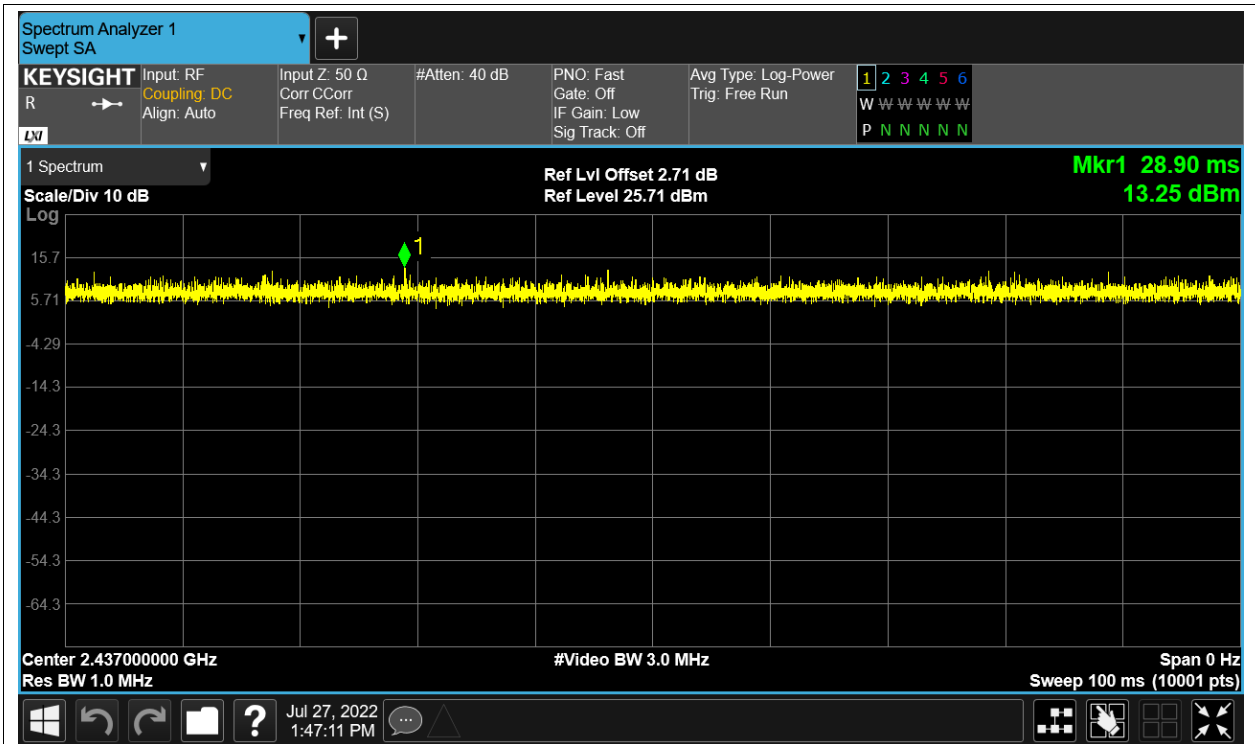 Spectrum Analyzer 1
Swept SA
▼
+
KEYSIGHT
R
LXI
Input: RF
Coupling: DC
Align: Auto
Input Z: 50 Ω
Corr CCorr
Freq Ref: Int (S)
#Atten: 40 dB
PNO: Fast
Gate: Off
IF Gain: Low
Sig Track: Off
Avg Type: Log-Power
Trig: Free Run
1 2 3 4 5 6
W W W W W W
P N N N N N
1 Spectrum ▼
Scale/Div 10 dB
Log
Ref Lvl Offset 2.71 dB
Ref Level 25.71 dBm
Mkr1 28.90 ms
13.25 dBm
1
15.7
5.71
-4.29
-14.3
-24.3
-34.3
-44.3
-54.3
-64.3
Center 2.437000000 GHz
Res BW 1.0 MHz
#Video BW 3.0 MHz
Span 0 Hz
Sweep 100 ms (10001 pts)
?
Jul 27, 2022
1:47:11 PM